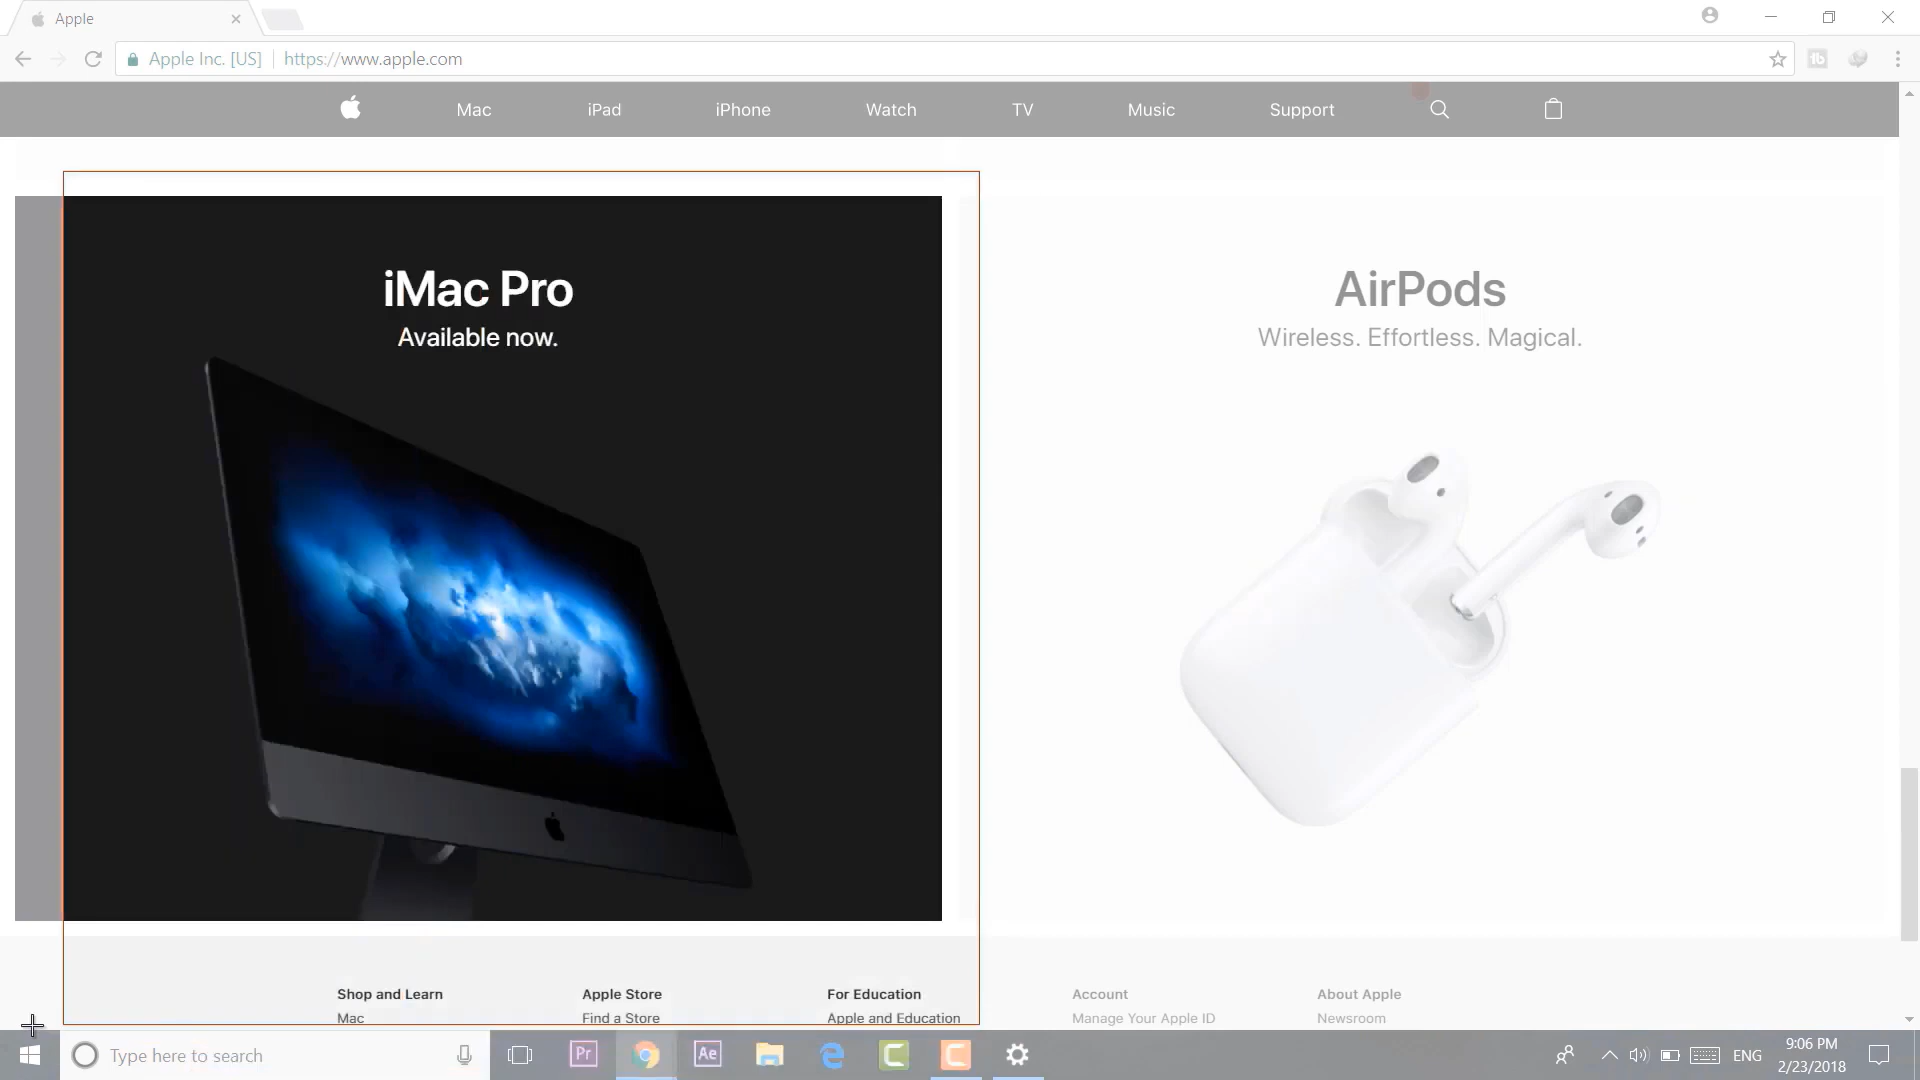 Apple
Apple Inc. [US] https://www.apple.com
Mac iPad iPhone Watch TV Music Support
iMac Pro
Available now.
AirPods
Wireless. Effortless. Magical.
Shop and Learn Apple Store For Education Account About Apple
Mac Find a Store Apple and Education Manage Your Apple ID Newsroom
Type here to search Pr Ae C C ENG 9:06 PM
2/23/2018